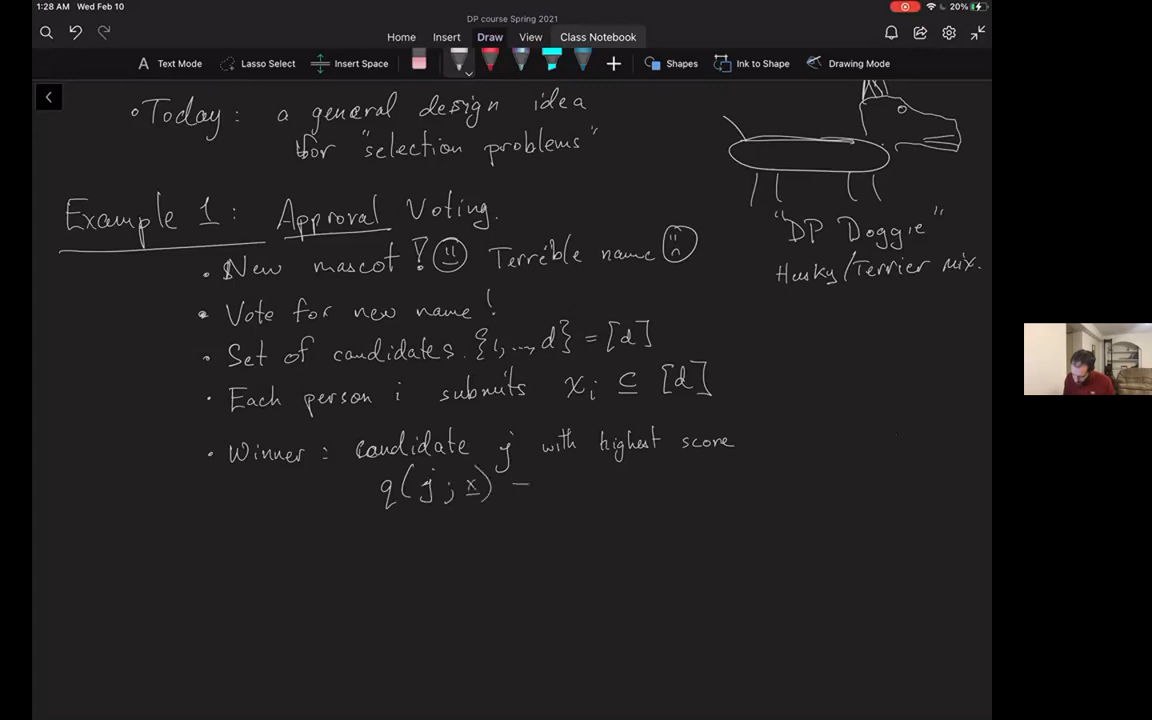 1:28 AM Wed Feb 10
20%
DP course Spring 2021
Home Insert Draw View Class Notebook
Text Mode Lasso Select Insert Space Shapes Ink to Shape Drawing Mode
• Today : a general design idea
for "selection problems"
Example 1 : Approval Voting.
• New mascot ! Terrible name
• Vote for new name !
• Set of candidates. {1, ..., d} = [d]
• Each person i submits x_i ⊆ [d]
• Winner : candidate j with highest score
q(j ; x) =
"DP Doggie"
Husky/Terrier mix.